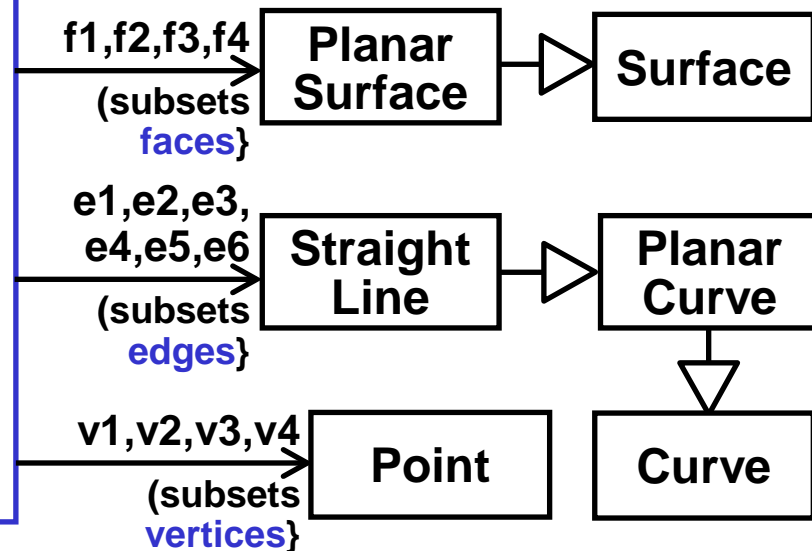 f1,f2,f3,f4
(subsets
faces}
Planar
Surface
Surface
e1,e2,e3,
e4,e5,e6
(subsets
edges}
Straight
Line
Planar
Curve
v1,v2,v3,v4
(subsets
vertices}
Point
Curve